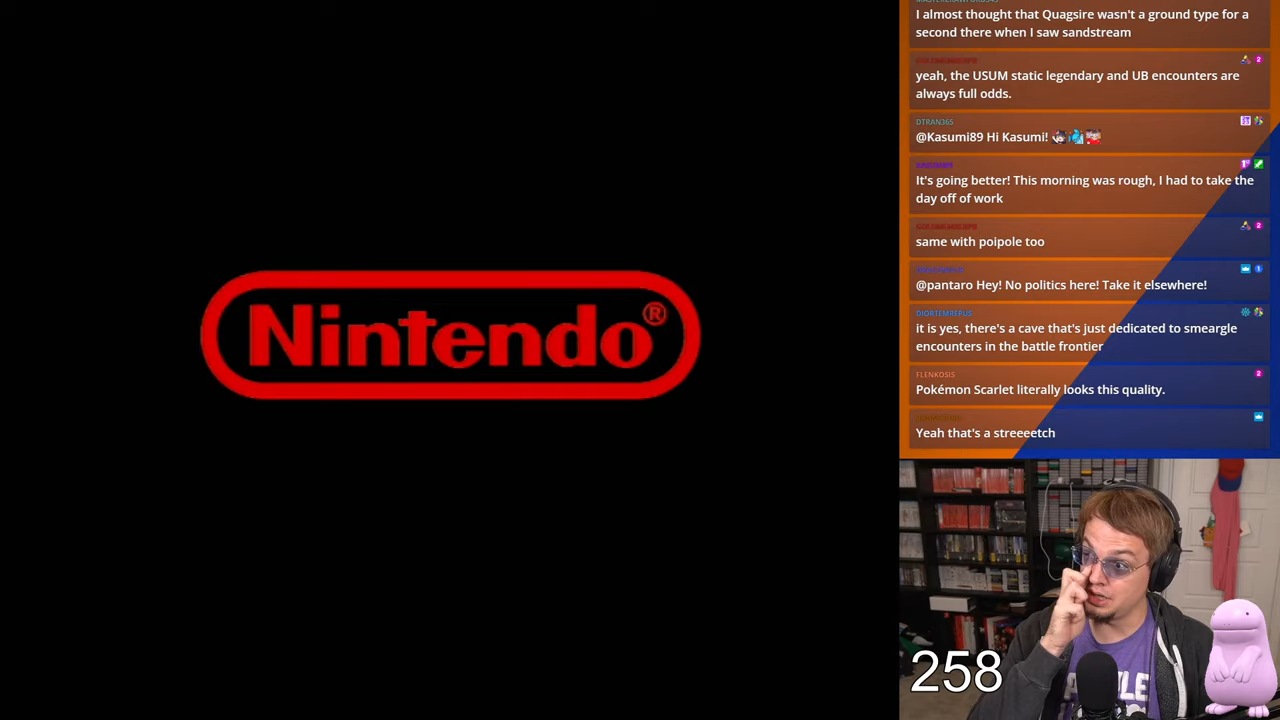 I almost thought that Quagsire wasn't a ground type for a
second there when I saw sandstream
yeah, the USUM static legendary and UB encounters are
always full odds.
DTRAN365
@Kasumi89 Hi Kasumi!
It's going better! This morning was rough, I had to take the
day off of work
same with poipole too
@pantaro Hey! No politics here! Take it elsewhere!
DIORTEMREPUS
it is yes, there's a cave that's just dedicated to smeargle
encounters in the battle frontier
FLENKOSIS
Pokémon Scarlet literally looks this quality.
Yeah that's a streeeetch
Nintendo®
258